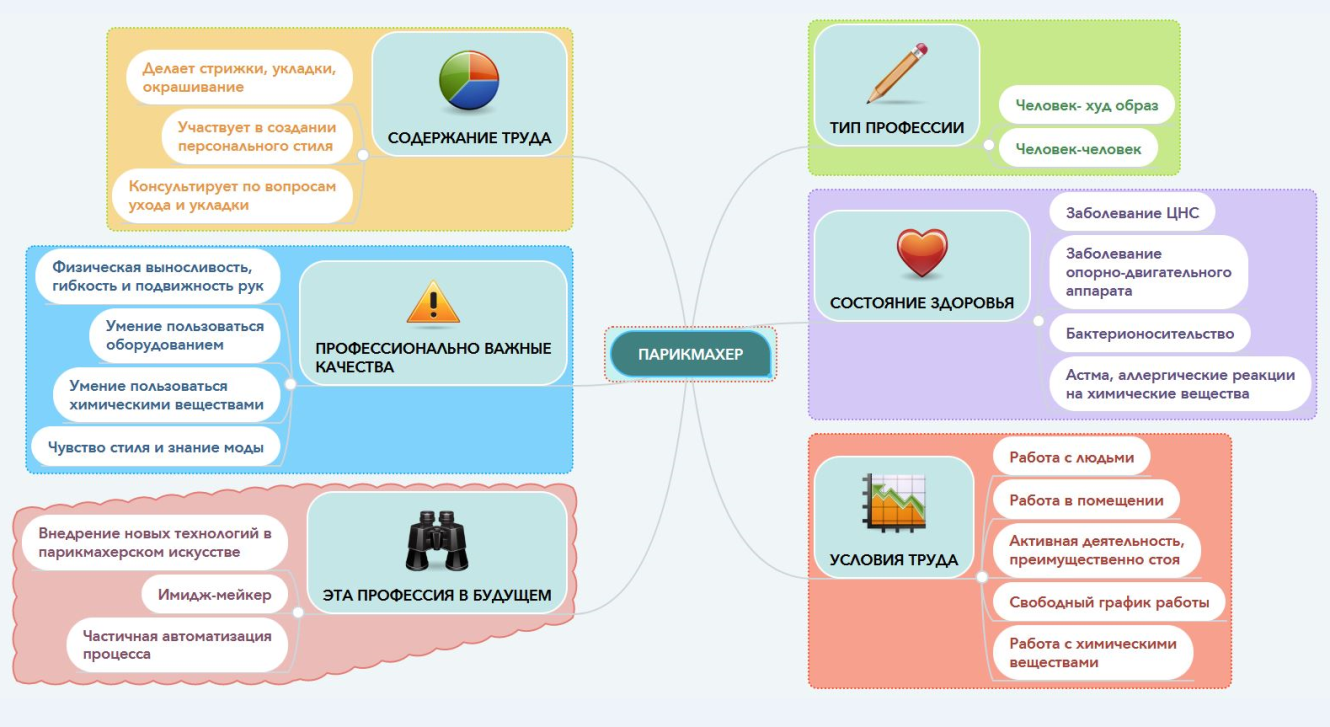 ПАРИКМАХЕР
СОДЕРЖАНИЕ ТРУДА
Делает стрижки, укладки,
окрашивание
Участвует в создании
персонального стиля
Консультирует по вопросам
ухода и укладки
ПРОФЕССИОНАЛЬНО ВАЖНЫЕ
КАЧЕСТВА
Физическая выносливость,
гибкость и подвижность рук
Умение пользоваться
оборудованием
Умение пользоваться
химическими веществами
Чувство стиля и знание моды
ЭТА ПРОФЕССИЯ В БУДУЩЕМ
Внедрение новых технологий в
парикмахерском искусстве
Имидж-мейкер
Частичная автоматизация
процесса
ТИП ПРОФЕССИИ
Человек- худ образ
Человек-человек
СОСТОЯНИЕ ЗДОРОВЬЯ
Заболевание ЦНС
Заболевание
опорно-двигательного
аппарата
Бактерионосительство
Астма, аллергические реакции
на химические вещества
УСЛОВИЯ ТРУДА
Работа с людьми
Работа в помещении
Активная деятельность,
преимущественно стоя
Свободный график работы
Работа с химическими
веществами